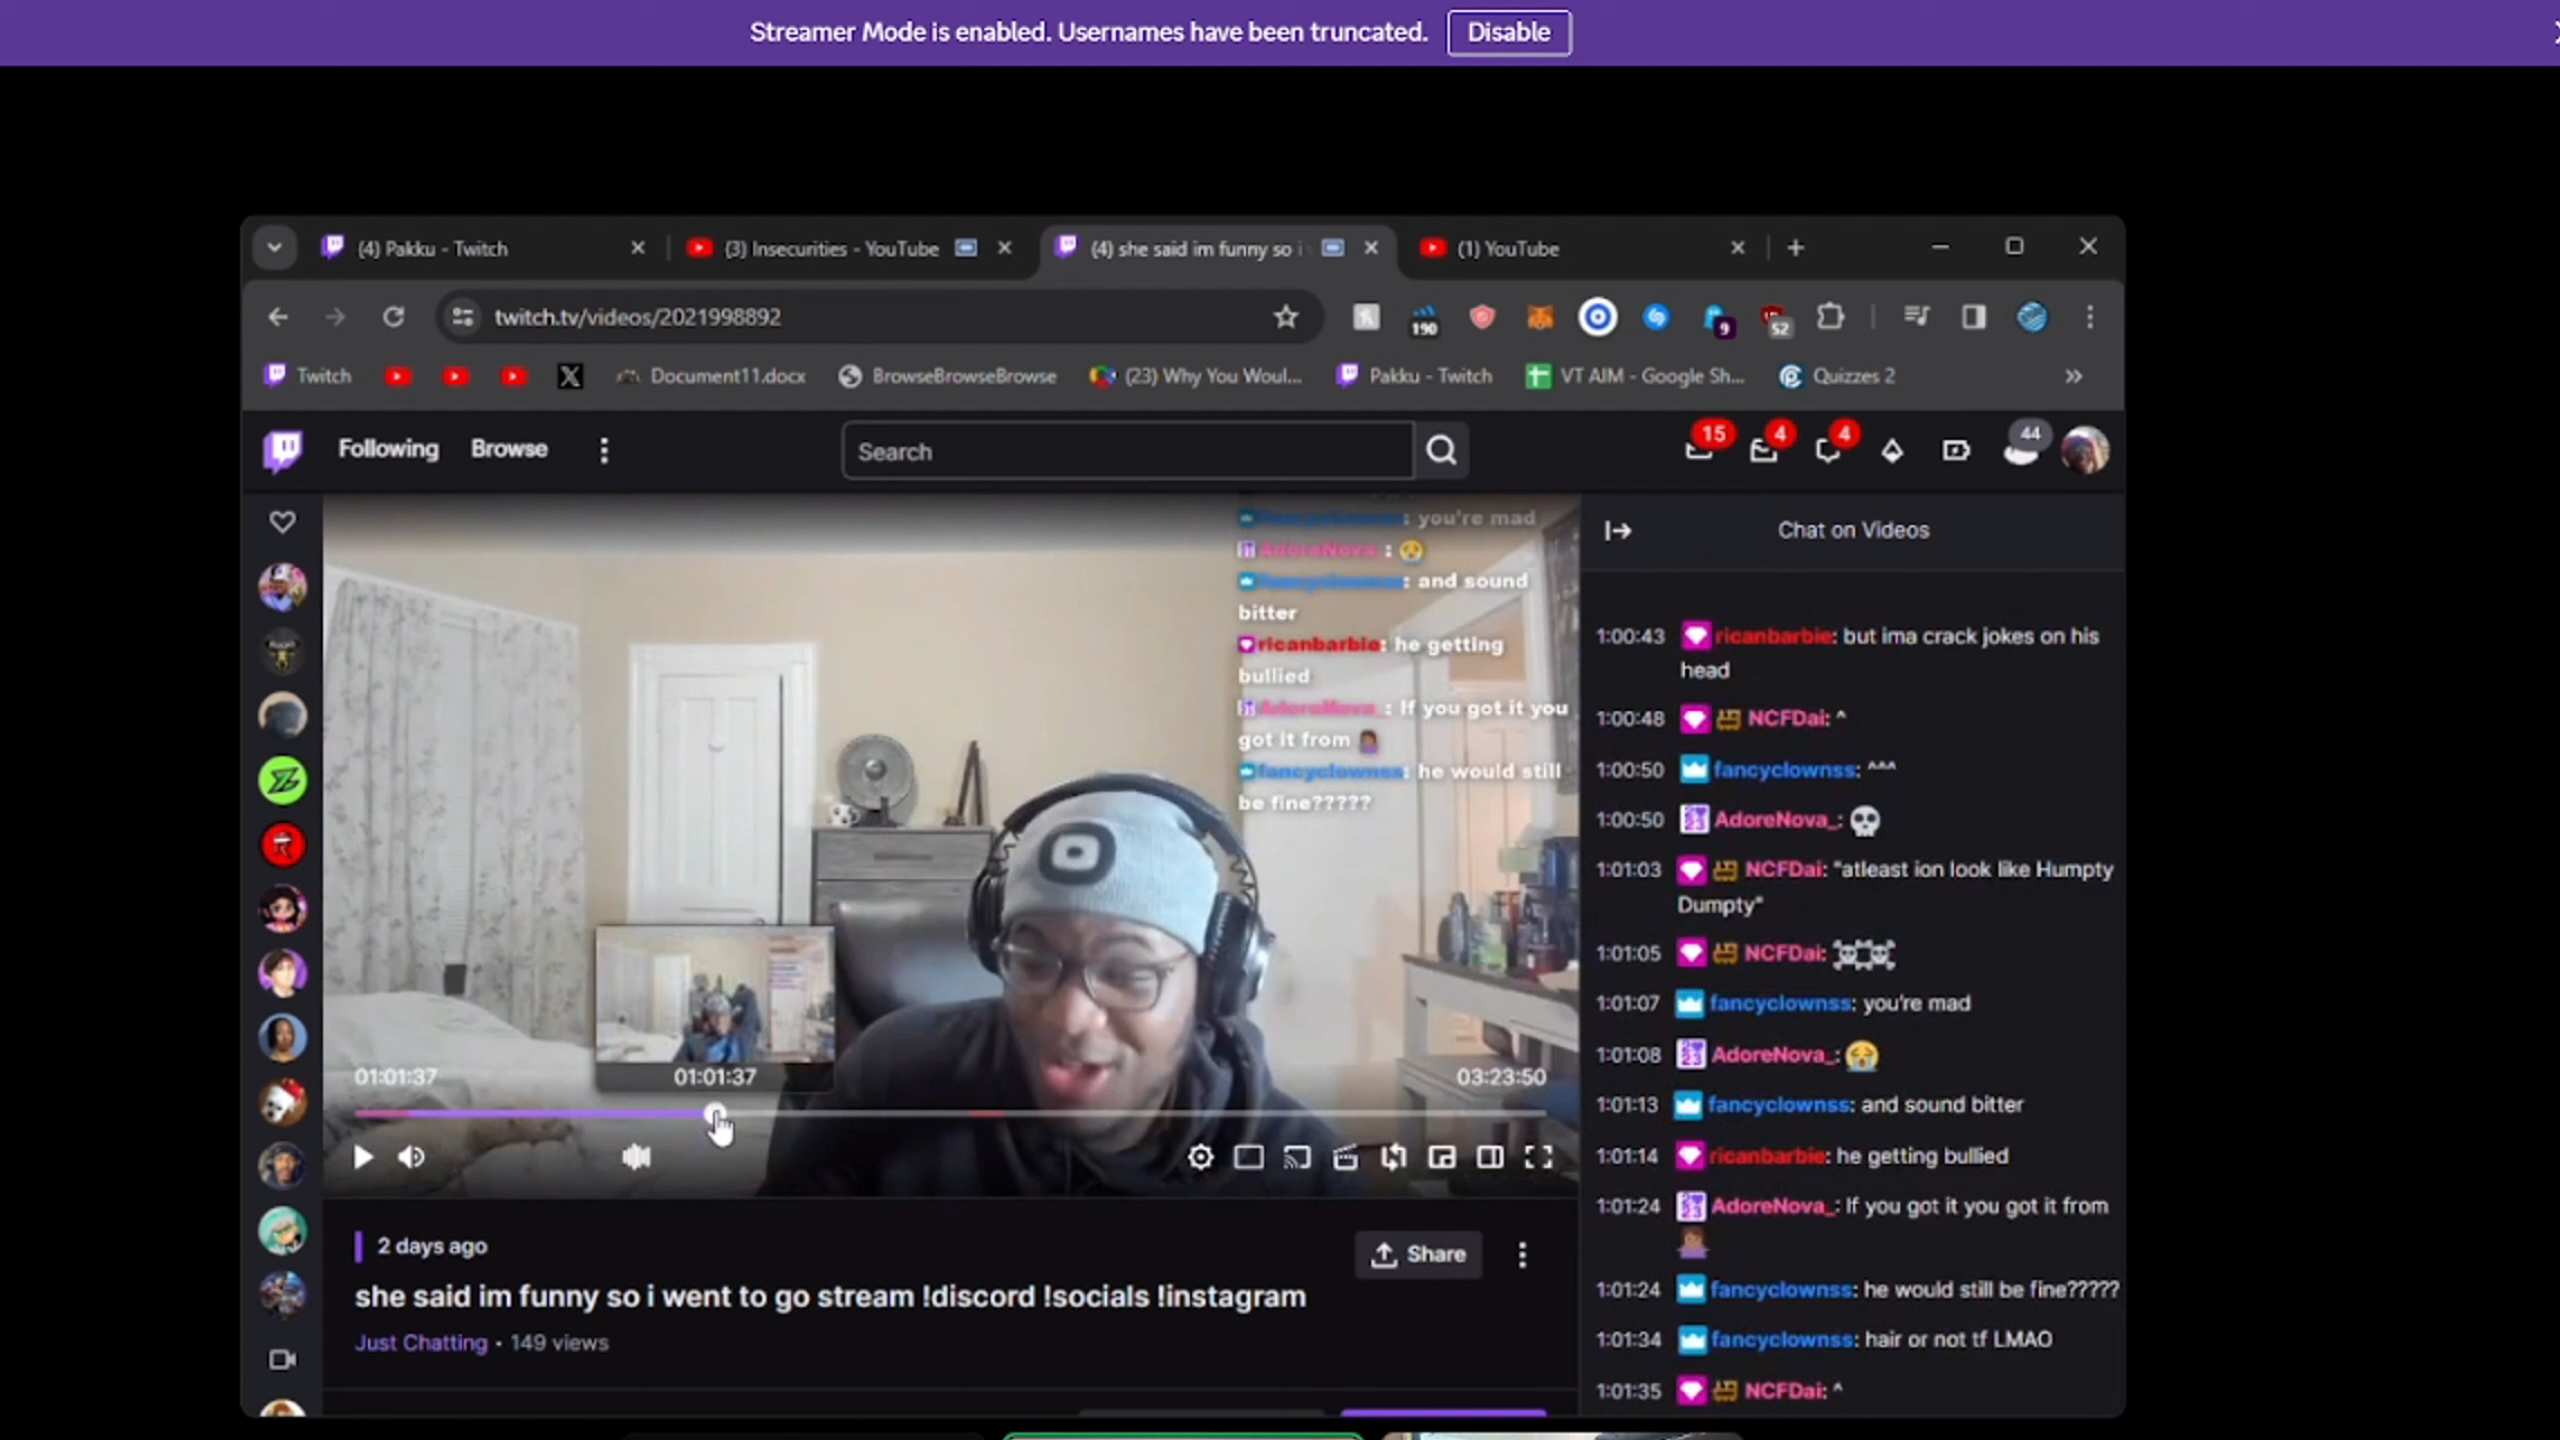 Streamer Mode is enabled. Usernames have been truncated. Disable
(4) Pakku - Twitch
(3) Insecurities - YouTube
(4) she said im funny so i
(1) YouTube
twitch.tv/videos/2021998892
190
9
52
Twitch
Document11.docx
BrowseBrowseBrowse
(23) Why You Woul...
Pakku - Twitch
VT AIM - Google Sh...
Quizzes 2
Following
Browse
Search
15
4
4
44
fancyclownss: you're mad
AdoreNova_:
fancyclownss: and sound
bitter
ricanbarbie: he getting
bullied
AdoreNova_: If you got it you
got it from
fancyclownss: he would still
be fine?????
01:01:37
01:01:37
03:23:50
2 days ago
Share
she said im funny so i went to go stream !discord !socials !instagram
Just Chatting • 149 views
Chat on Videos
1:00:43 ricanbarbie: but ima crack jokes on his
head
1:00:48 NCFDai: ^
1:00:50 fancyclownss: ^^^
1:00:50 AdoreNova_: 💀
1:01:03 NCFDai: "atleast ion look like Humpty
Dumpty"
1:01:05 NCFDai: ☠☠
1:01:07 fancyclownss: you're mad
1:01:08 AdoreNova_: 😭
1:01:13 fancyclownss: and sound bitter
1:01:14 ricanbarbie: he getting bullied
1:01:24 AdoreNova_: If you got it you got it from
1:01:24 fancyclownss: he would still be fine?????
1:01:34 fancyclownss: hair or not tf LMAO
1:01:35 NCFDai: ^